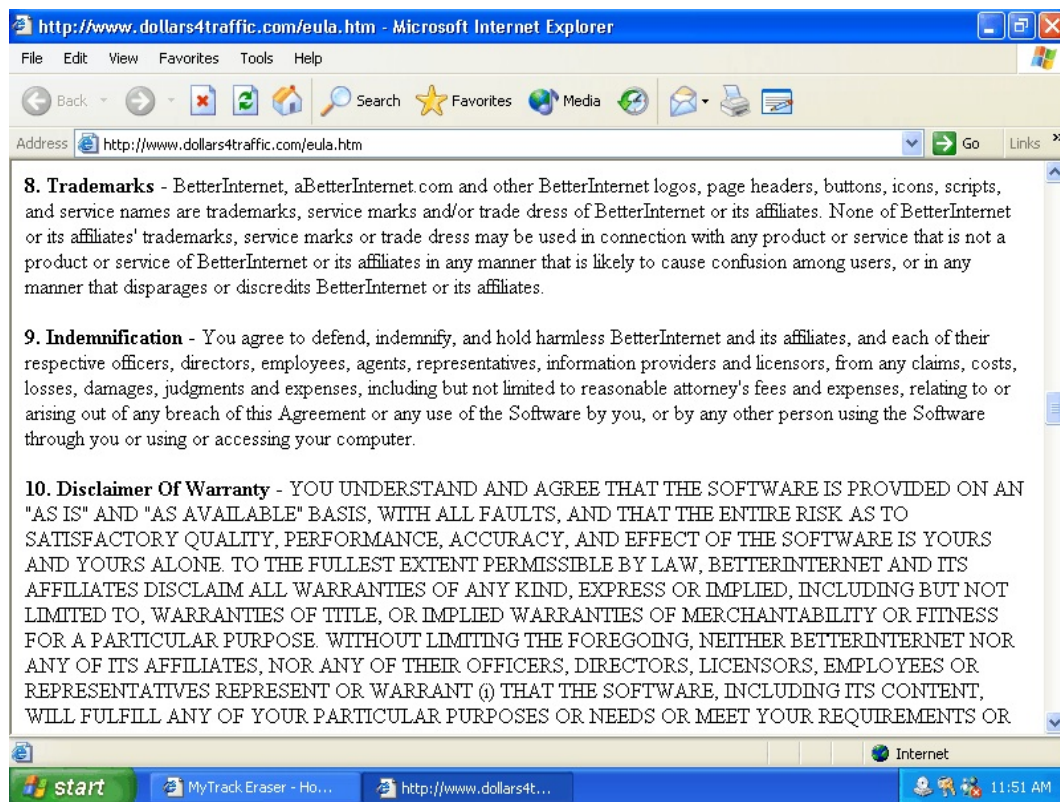 http://www.dollars4traffic.com/eula.htm - Microsoft Internet Explorer
File Edit View Favorites Tools Help
Back Search Favorites Media
Address http://www.dollars4traffic.com/eula.htm Go Links »
8. Trademarks - BetterInternet, aBetterInternet.com and other BetterInternet logos, page headers, buttons, icons, scripts,
and service names are trademarks, service marks and/or trade dress of BetterInternet or its affiliates. None of BetterInternet
or its affiliates' trademarks, service marks or trade dress may be used in connection with any product or service that is not a
product or service of BetterInternet or its affiliates in any manner that is likely to cause confusion among users, or in any
manner that disparages or discredits BetterInternet or its affiliates.
9. Indemnification - You agree to defend, indemnify, and hold harmless BetterInternet and its affiliates, and each of their
respective officers, directors, employees, agents, representatives, information providers and licensors, from any claims, costs,
losses, damages, judgments and expenses, including but not limited to reasonable attorney's fees and expenses, relating to or
arising out of any breach of this Agreement or any use of the Software by you, or by any other person using the Software
through you or using or accessing your computer.
10. Disclaimer Of Warranty - YOU UNDERSTAND AND AGREE THAT THE SOFTWARE IS PROVIDED ON AN
"AS IS" AND "AS AVAILABLE" BASIS, WITH ALL FAULTS, AND THAT THE ENTIRE RISK AS TO
SATISFACTORY QUALITY, PERFORMANCE, ACCURACY, AND EFFECT OF THE SOFTWARE IS YOURS
AND YOURS ALONE. TO THE FULLEST EXTENT PERMISSIBLE BY LAW, BETTERINTERNET AND ITS
AFFILIATES DISCLAIM ALL WARRANTIES OF ANY KIND, EXPRESS OR IMPLIED, INCLUDING BUT NOT
LIMITED TO, WARRANTIES OF TITLE, OR IMPLIED WARRANTIES OF MERCHANTABILITY OR FITNESS
FOR A PARTICULAR PURPOSE. WITHOUT LIMITING THE FOREGOING, NEITHER BETTERINTERNET NOR
ANY OF ITS AFFILIATES, NOR ANY OF THEIR OFFICERS, DIRECTORS, LICENSORS, EMPLOYEES OR
REPRESENTATIVES REPRESENT OR WARRANT (i) THAT THE SOFTWARE, INCLUDING ITS CONTENT,
WILL FULFILL ANY OF YOUR PARTICULAR PURPOSES OR NEEDS OR MEET YOUR REQUIREMENTS OR
Internet
start MyTrack Eraser - Ho... http://www.dollars4t... 11:51 AM